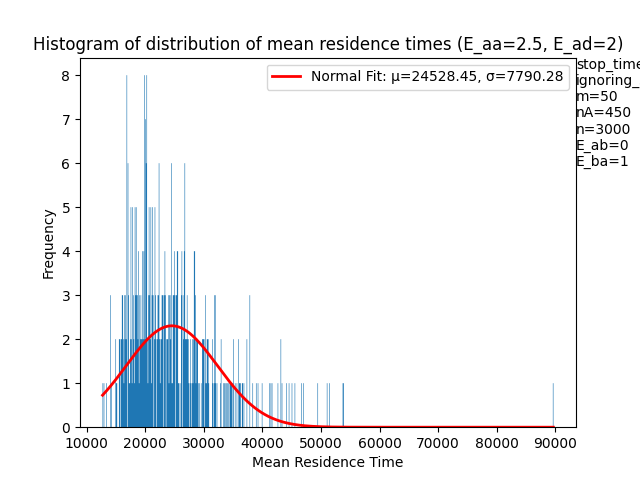 Histogram of distribution of mean residence times (E_aa=2.5, E_ad=2)
Normal Fit: μ=24528.45, σ=7790.28
stop_time
ignoring_
m=50
nA=450
n=3000
E_ab=0
E_ba=1
Frequency
8
7
6
5
4
3
2
1
0
10000 20000 30000 40000 50000 60000 70000 80000 90000
Mean Residence Time